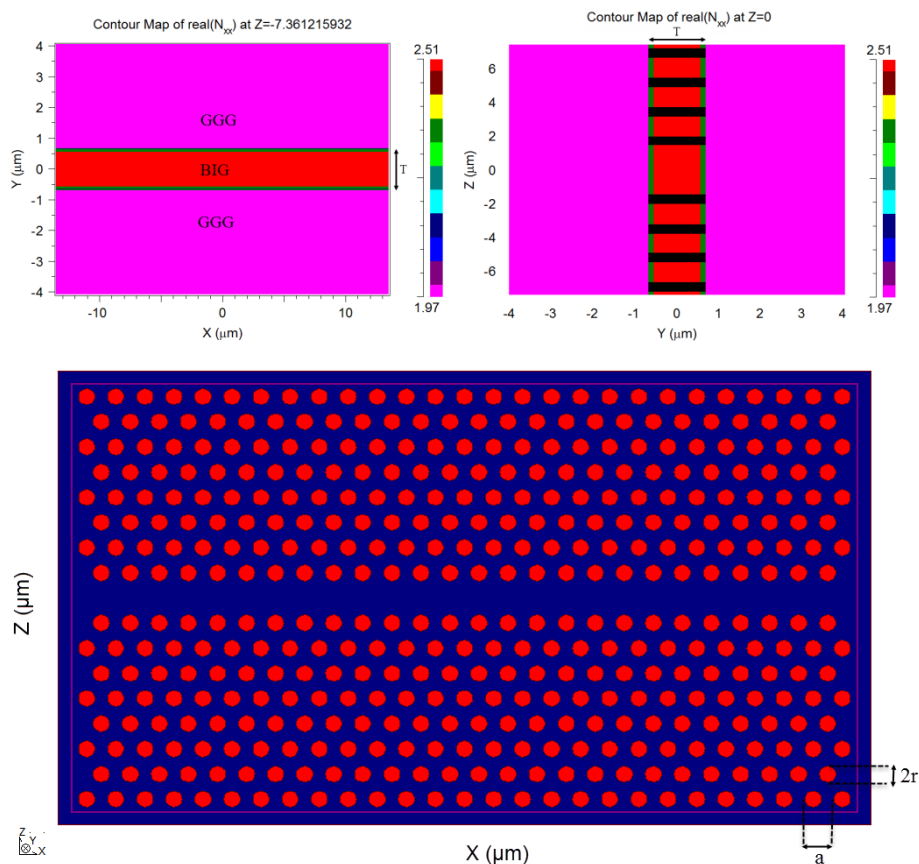 Contour Map of real(Nxx) at Z=-7.361215932
4
3
2
1
0
-1
-2
-3
-4
Y (μm)
GGG
BIG
GGG
T
-10
0
10
X (μm)
2.51
1.97
Contour Map of real(Nxx) at Z=0
T
6
4
2
0
-2
-4
-6
Z (μm)
-4
-3
-2
-1
0
1
2
3
4
Y (μm)
2.51
1.97
Z (μm)
2r
a
X (μm)
Z
Y
X